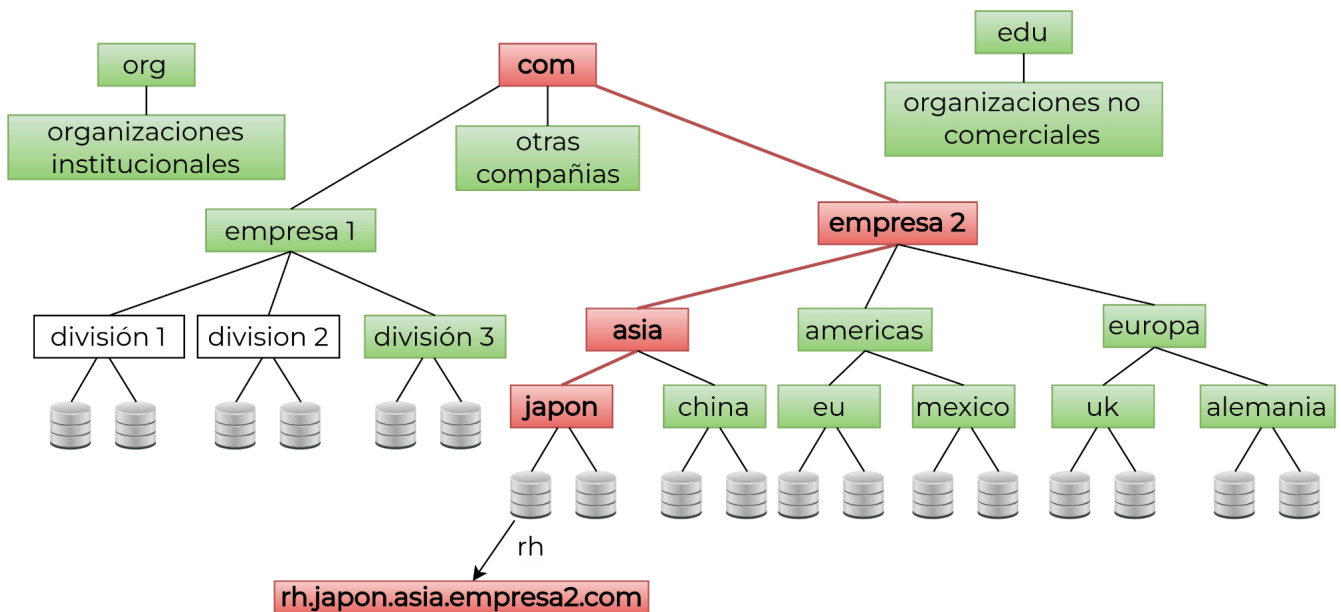 org
com
edu
organizaciones
institucionales
otras
compañias
organizaciones no
comerciales
empresa 1
empresa 2
división 1
division 2
división 3
asia
americas
europa
japon
china
eu
mexico
uk
alemania
rh
rh.japon.asia.empresa2.com